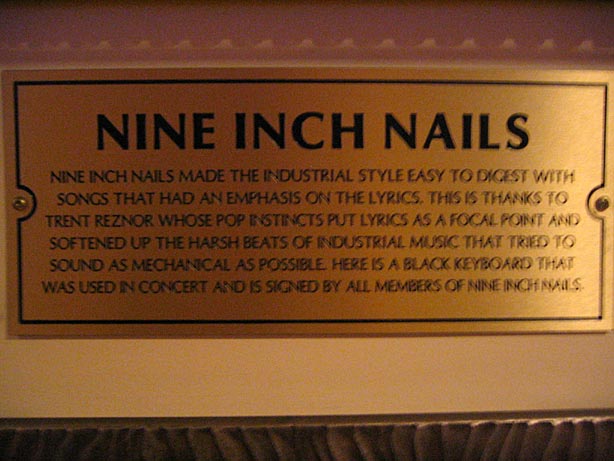 NINE INCH NAILS
NINE INCH NAILS MADE THE INDUSTRIAL STYLE EASY TO DIGEST WITH
SONGS THAT HAD AN EMPHASIS ON THE LYRICS. THIS IS THANKS TO
TRENT REZNOR WHOSE POP INSTINCTS PUT LYRICS AS A FOCAL POINT AND
SOFTENED UP THE HARSH BEATS OF INDUSTRIAL MUSIC THAT TRIED TO
SOUND AS MECHANICAL AS POSSIBLE. HERE IS A BLACK KEYBOARD THAT
WAS USED IN CONCERT AND IS SIGNED BY ALL MEMBERS OF NINE INCH NAILS.